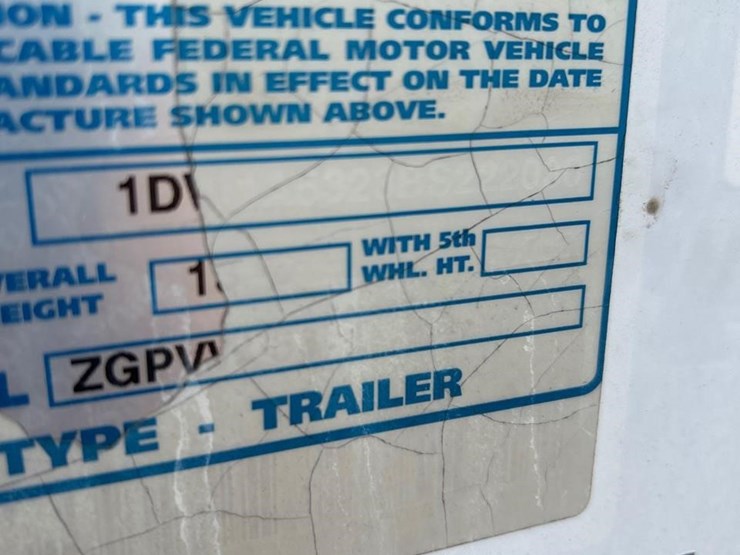 ION - THIS VEHICLE CONFORMS TO
CABLE FEDERAL MOTOR VEHICLE
ANDARDS IN EFFECT ON THE DATE
ACTURE SHOWN ABOVE.
1D
ERALL
EIGHT
1
WITH 5th
WHL. HT.
L ZGPV
TYPE - TRAILER